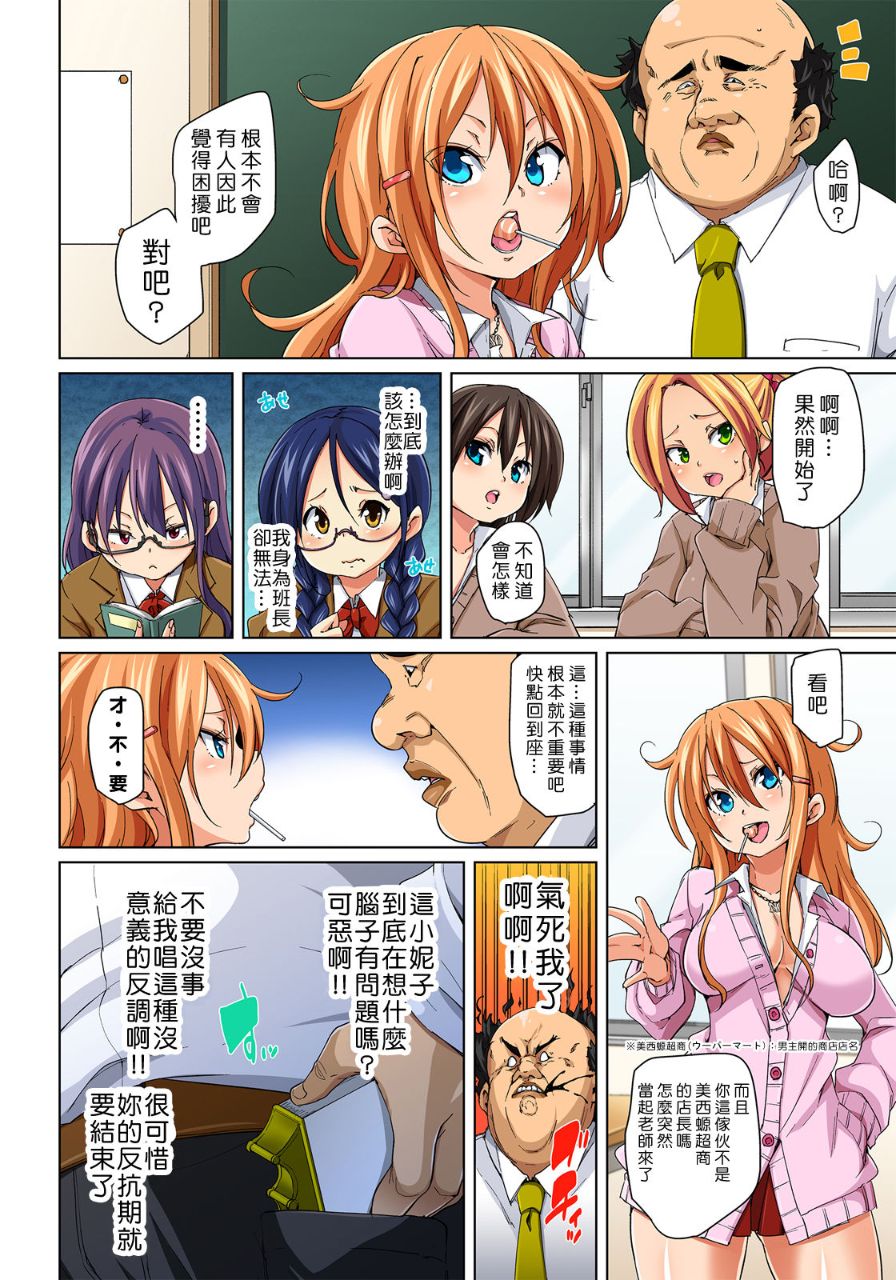 哈啊?
根本不會
有人因此
覺得困擾吧
對吧?
啊啊…
果然開始了
不知道
會怎樣
…到底
該怎麼辦啊
我身為班長
卻無法…
あせ
あせ
……
看吧
※美西螈超商(ウーパーマート):男主開的商店店名
而且
你這傢伙不是
美西螈超商
的店長嗎
怎麼突然
當起老師來了
這…這種事情
根本就不重要吧
快點回到座…
才・不・要
氣死我了
啊啊!!
ブチィッ
這小妮子
到底在想什麼
腦子有問題嗎?
可惡啊!!
不要沒事
給我唱這種沒
意義的反調啊!!
す
很可惜
妳的反抗期就
要結束了